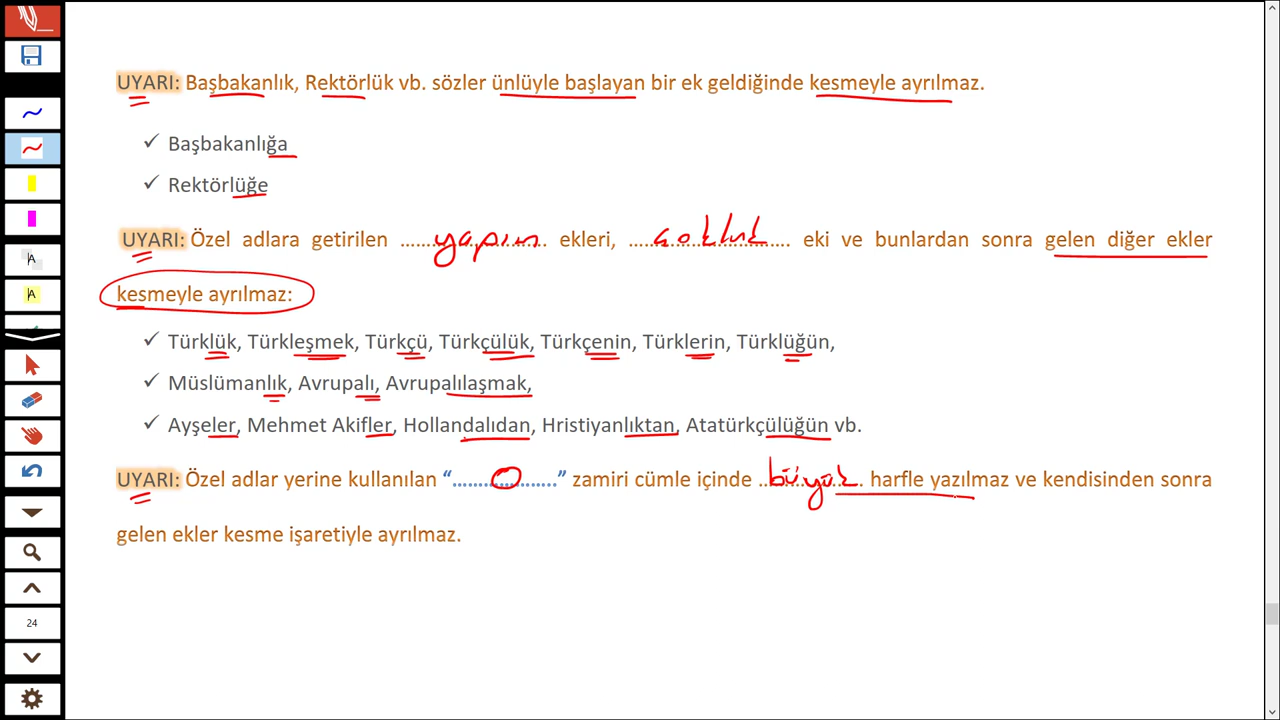 UYARI: Başbakanlık, Rektörlük vb. sözler ünlüyle başlayan bir ek geldiğinde kesmeyle ayrılmaz.
✓ Başbakanlığa
✓ Rektörlüğe
UYARI: Özel adlara getirilen ...yapım... ekleri, ...çokluk... eki ve bunlardan sonra gelen diğer ekler
kesmeyle ayrılmaz:
✓ Türklük, Türkleşmek, Türkçü, Türkçülük, Türkçenin, Türklerin, Türklüğün,
✓ Müslümanlık, Avrupalı, Avrupalılaşmak,
✓ Ayşeler, Mehmet Akifler, Hollandalıdan, Hristiyanlıktan, Atatürkçülüğün vb.
UYARI: Özel adlar yerine kullanılan “...O...” zamiri cümle içinde ...büyük... harfle yazılmaz ve kendisinden sonra
gelen ekler kesme işaretiyle ayrılmaz.
A
A
24